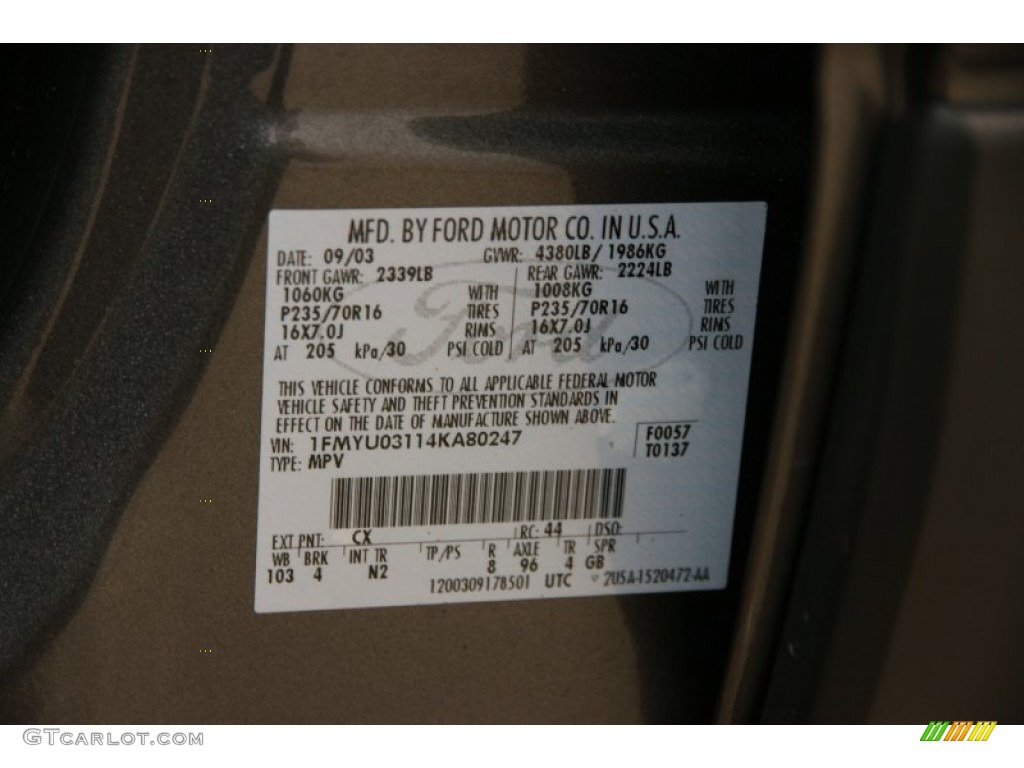 MFD. BY FORD MOTOR CO. IN U.S.A.
DATE: 09/03 GVWR: 4380LB/ 1986KG
FRONT GAWR: 2339LB REAR GAWR: 2224LB
1060KG WITH 1008KG WITH
P235/70R16 TIRES P235/70R16 TIRES
16X7.0J RIMS 16X7.0J RIMS
AT 205 kPa/30 PSI COLD AT 205 kPa/30 PSI COLD
Ford
THIS VEHICLE CONFORMS TO ALL APPLICABLE FEDERAL MOTOR
VEHICLE SAFETY AND THEFT PREVENTION STANDARDS IN
EFFECT ON THE DATE OF MANUFACTURE SHOWN ABOVE.
VIN: 1FMYU03114KA80247 F0057
TYPE: MPV T0137
EXT PNT: CX RC: 44 DSO:
WB BRK INT TR TP/PS R AXLE TR SPR
103 4 N2 8 96 4 GB
1200309178501 UTC 2U5A-1520472-AA
GTCarlot.com